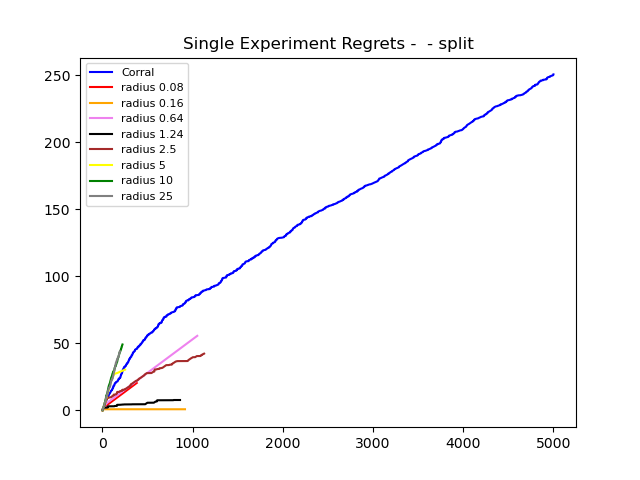 Single Experiment Regrets -  - split
Corral
radius 0.08
radius 0.16
radius 0.64
radius 1.24
radius 2.5
radius 5
radius 10
radius 25
250
200
150
100
50
0
0 1000 2000 3000 4000 5000